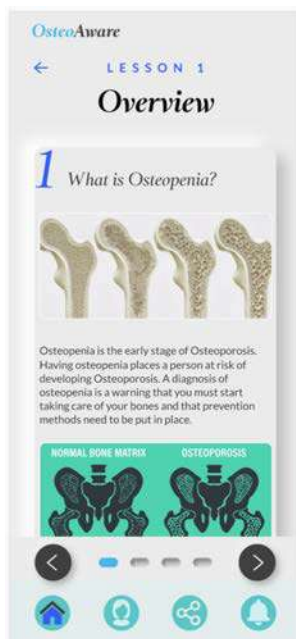 OsteoAware
LESSON 1
Overview
1 What is Osteopenia?
Osteopenia is the early stage of Osteoporosis.
Having osteopenia places a person at risk of
developing Osteoporosis. A diagnosis of
osteopenia is a warning that you must start
taking care of your bones and that prevention
methods need to be put in place.
NORMAL BONE MATRIX OSTEOPOROSIS